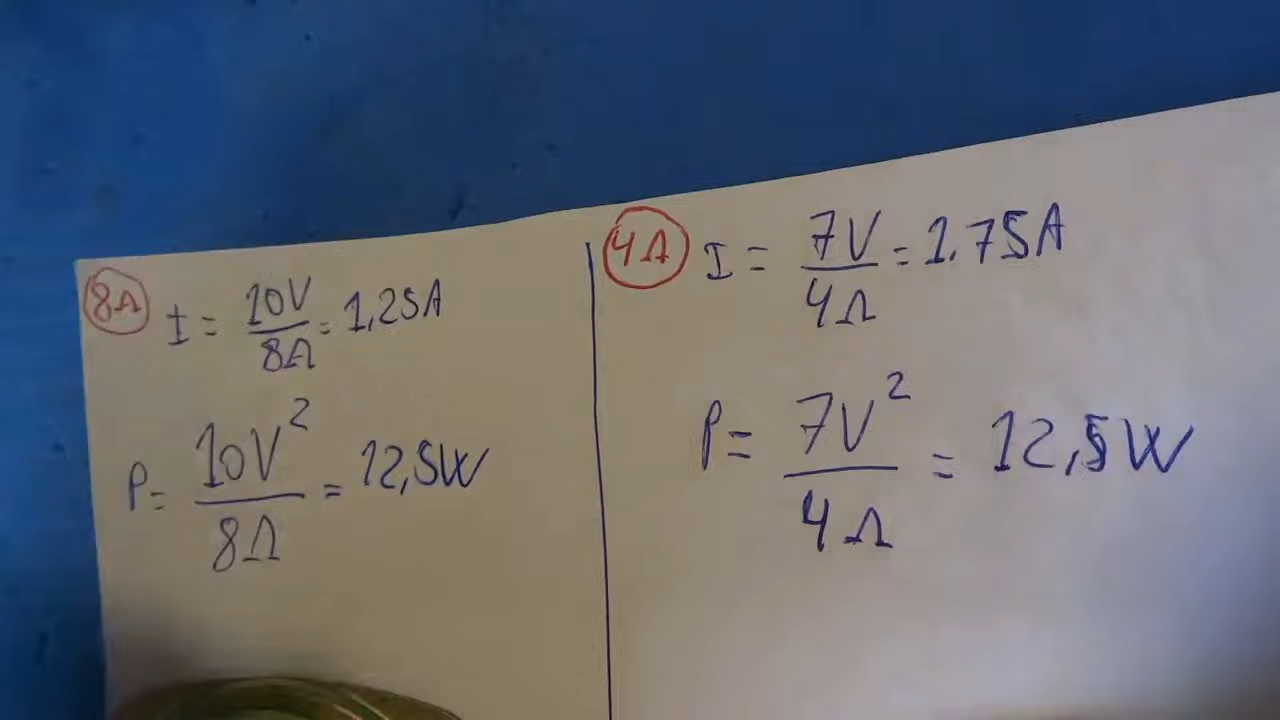 8Ω I = 10V/8Ω = 1,25A
P = 10V²/8Ω = 12,5W
4Ω I = 7V/4Ω = 1.75A
P = 7V²/4Ω = 12,5W